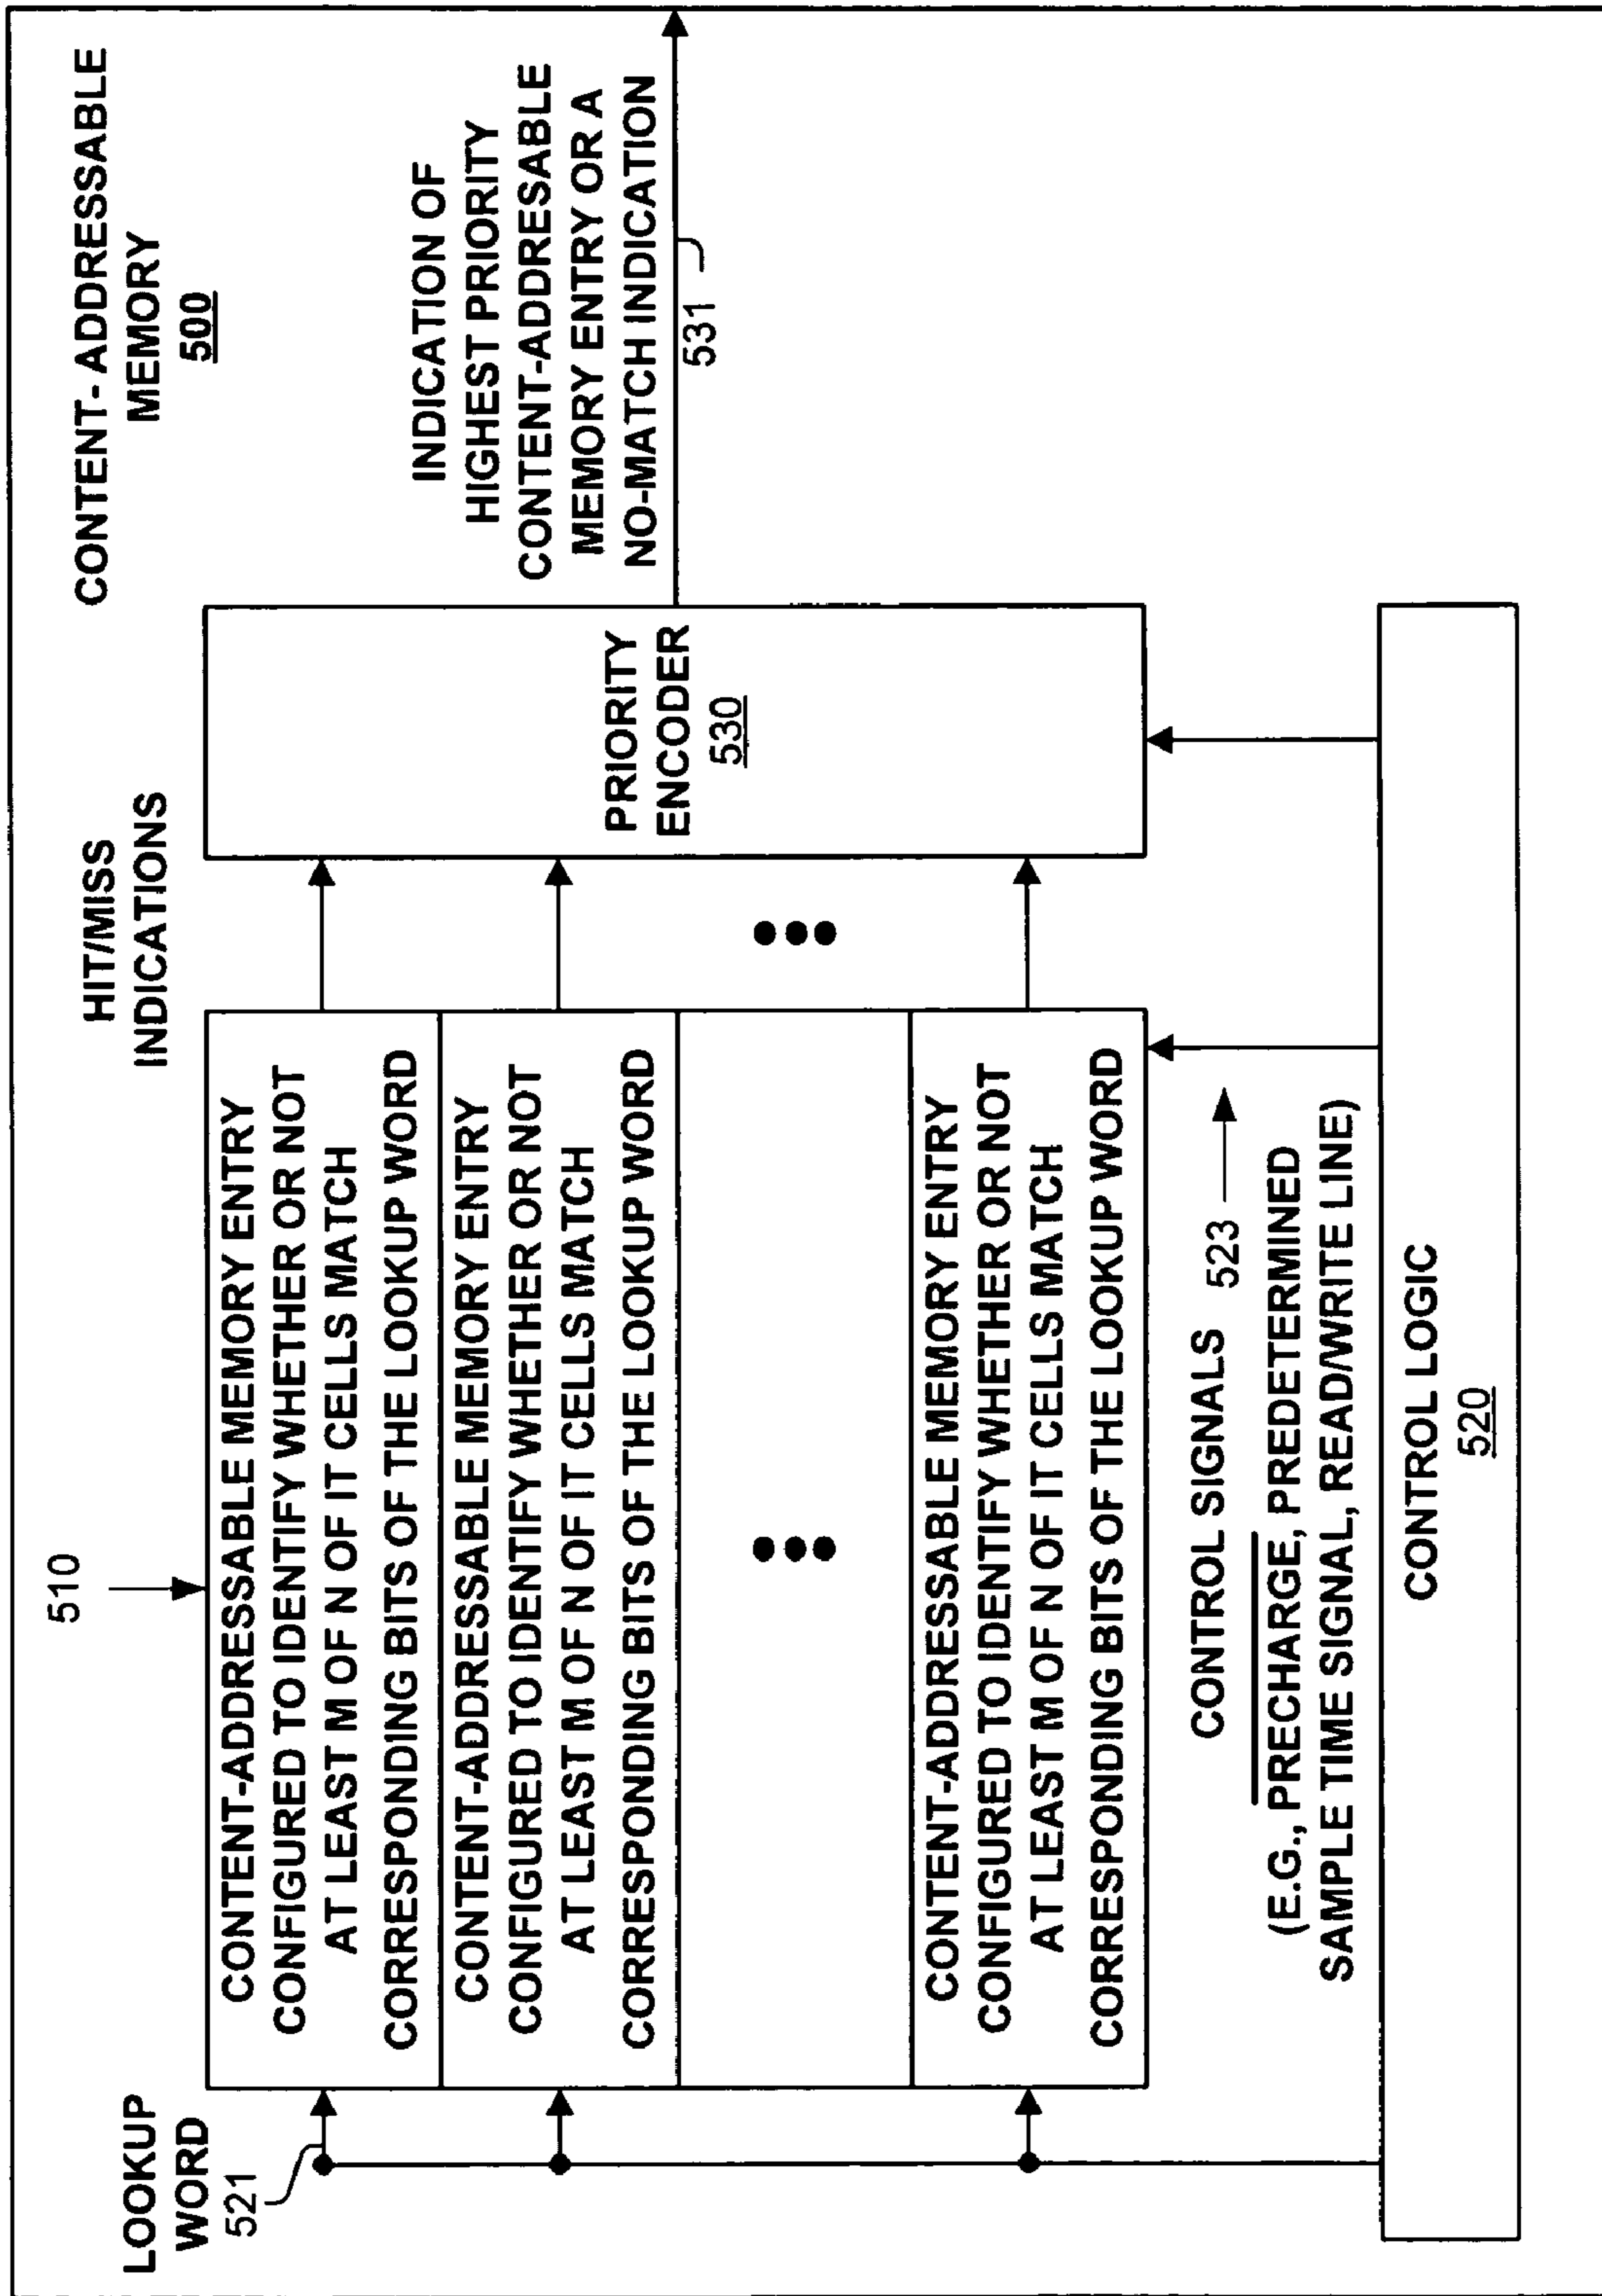 CONTENT- ADDRESSABLE
MEMORY
500
LOOKUP
WORD
521
510
HIT/MISS
INDICATIONS
CONTENT-ADDRESSABLE MEMORY ENTRY
CONFIGURED TO IDENTIFY WHETHER OR NOT
AT LEAST M OF N OF IT CELLS MATCH
CORRESPONDING BITS OF THE LOOKUP WORD
CONTENT-ADDRESSABLE MEMORY ENTRY
CONFIGURED TO IDENTIFY WHETHER OR NOT
AT LEAST M OF N OF IT CELLS MATCH
CORRESPONDING BITS OF THE LOOKUP WORD
CONTENT-ADDRESSABLE MEMORY ENTRY
CONFIGURED TO IDENTIFY WHETHER OR NOT
AT LEAST M OF N OF IT CELLS MATCH
CORRESPONDING BITS OF THE LOOKUP WORD
PRIORITY
ENCODER
530
INDICATION OF
HIGHEST PRIORITY
CONTENT-ADDRESABLE
MEMORY ENTRY OR A
NO-MATCH INDICATION
531
CONTROL SIGNALS 523
(E.G., PRECHARGE, PREDETERMINED
SAMPLE TIME SIGNAL, READ/WRITE LINE)
CONTROL LOGIC
520